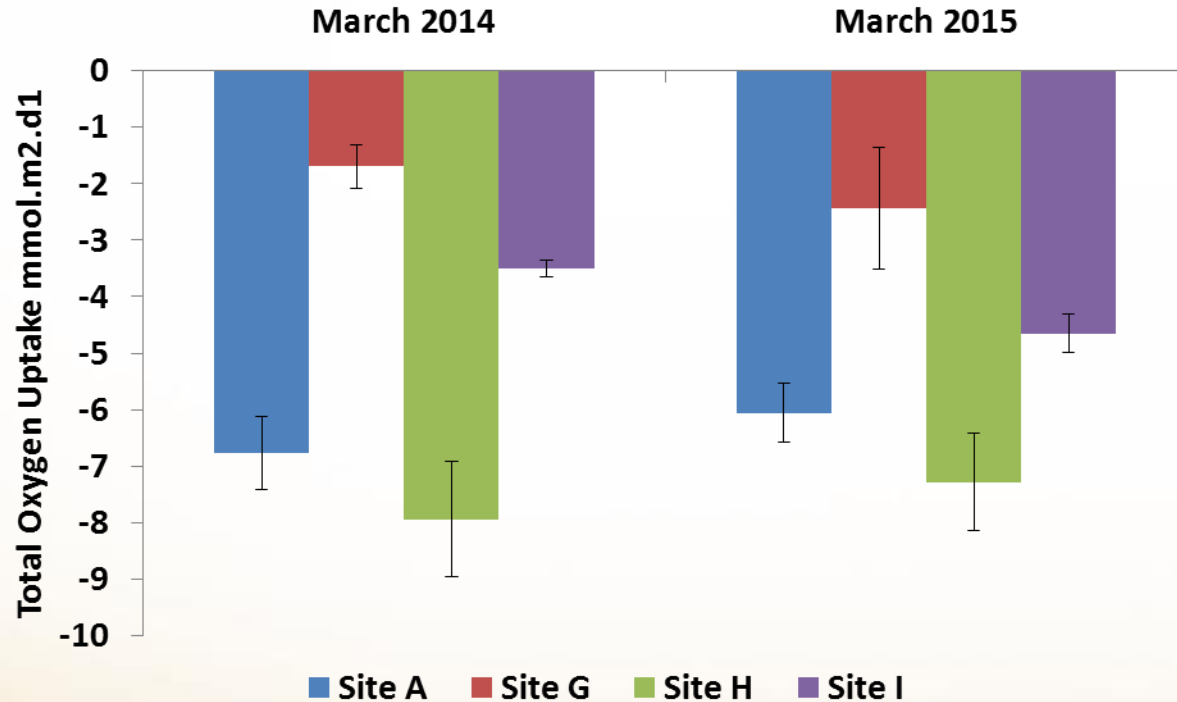 March 2014
March 2015
Total Oxygen Uptake mmol.m2.d1
0
-1
-2
-3
-4
-5
-6
-7
-8
-9
-10
Site A
Site G
Site H
Site I